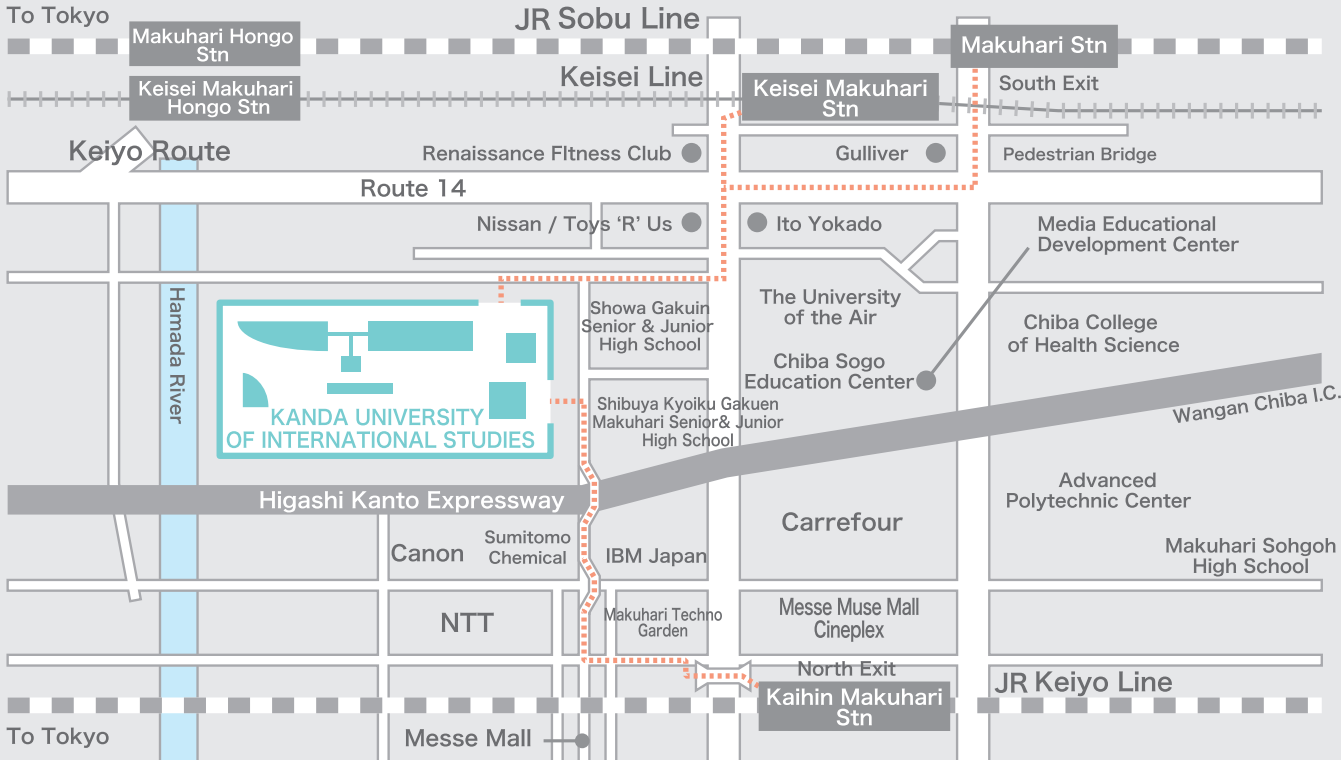 To Tokyo
JR Sobu Line
Makuhari Hongo
Stn
Makuhari Stn
Keisei Line
South Exit
Keisei Makuhari
Hongo Stn
Keisei Makuhari
Stn
Keiyo Route
Renaissance FItness Club
Gulliver
Pedestrian Bridge
Route 14
Nissan / Toys ‘R’ Us
Ito Yokado
Media Educational
Development Center
Hamada River
Showa Gakuin
Senior & Junior
High School
The University
of the Air
Chiba College
of Health Science
Chiba Sogo
Education Center
Shibuya Kyoiku Gakuen
Makuhari Senior& Junior
High School
KANDA UNIVERSITY
OF INTERNATIONAL STUDIES
Wangan Chiba I.C.
Higashi Kanto Expressway
Advanced
Polytechnic Center
Carrefour
Canon
Sumitomo
Chemical
IBM Japan
Makuhari Sohgoh
High School
NTT
Makuhari Techno
Garden
Messe Muse Mall
Cineplex
North Exit
JR Keiyo Line
Kaihin Makuhari
Stn
To Tokyo
Messe Mall